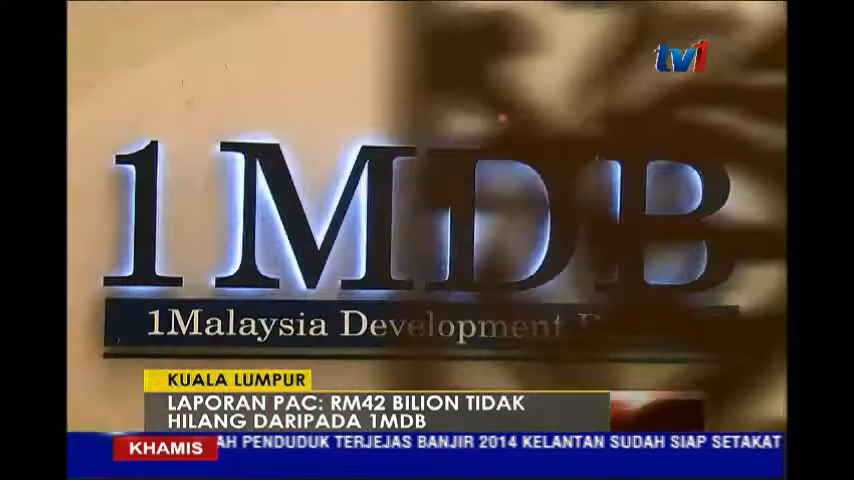 tv1
1MDB
1Malaysia Development
KUALA LUMPUR
LAPORAN PAC: RM42 BILION TIDAK
HILANG DARIPADA 1MDB
KHAMIS
AH PENDUDUK TERJEJAS BANJIR 2014 KELANTAN SUDAH SIAP SETAKAT